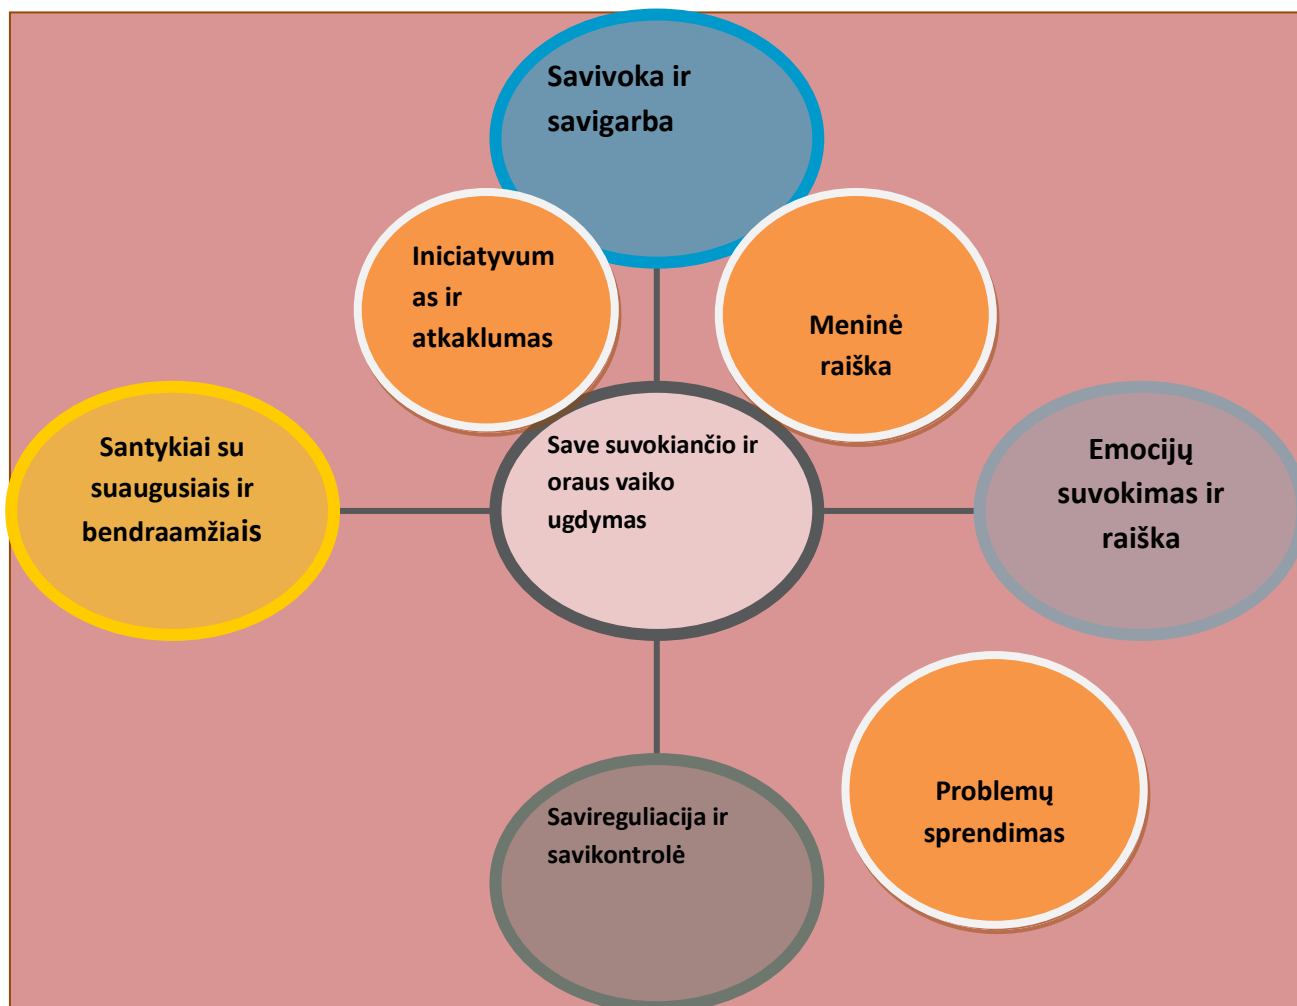 Savivoka ir
savigarba
Iniciatyvum
as ir
atkaklumas
Meninė
raiška
Santykiai su
suaugusiais ir
bendraamžiais
Save suvokiančio ir
oraus vaiko
ugdymas
Emocijų
suvokimas ir
raiška
Problemų
sprendimas
Savireguliacija ir
savikontrolė